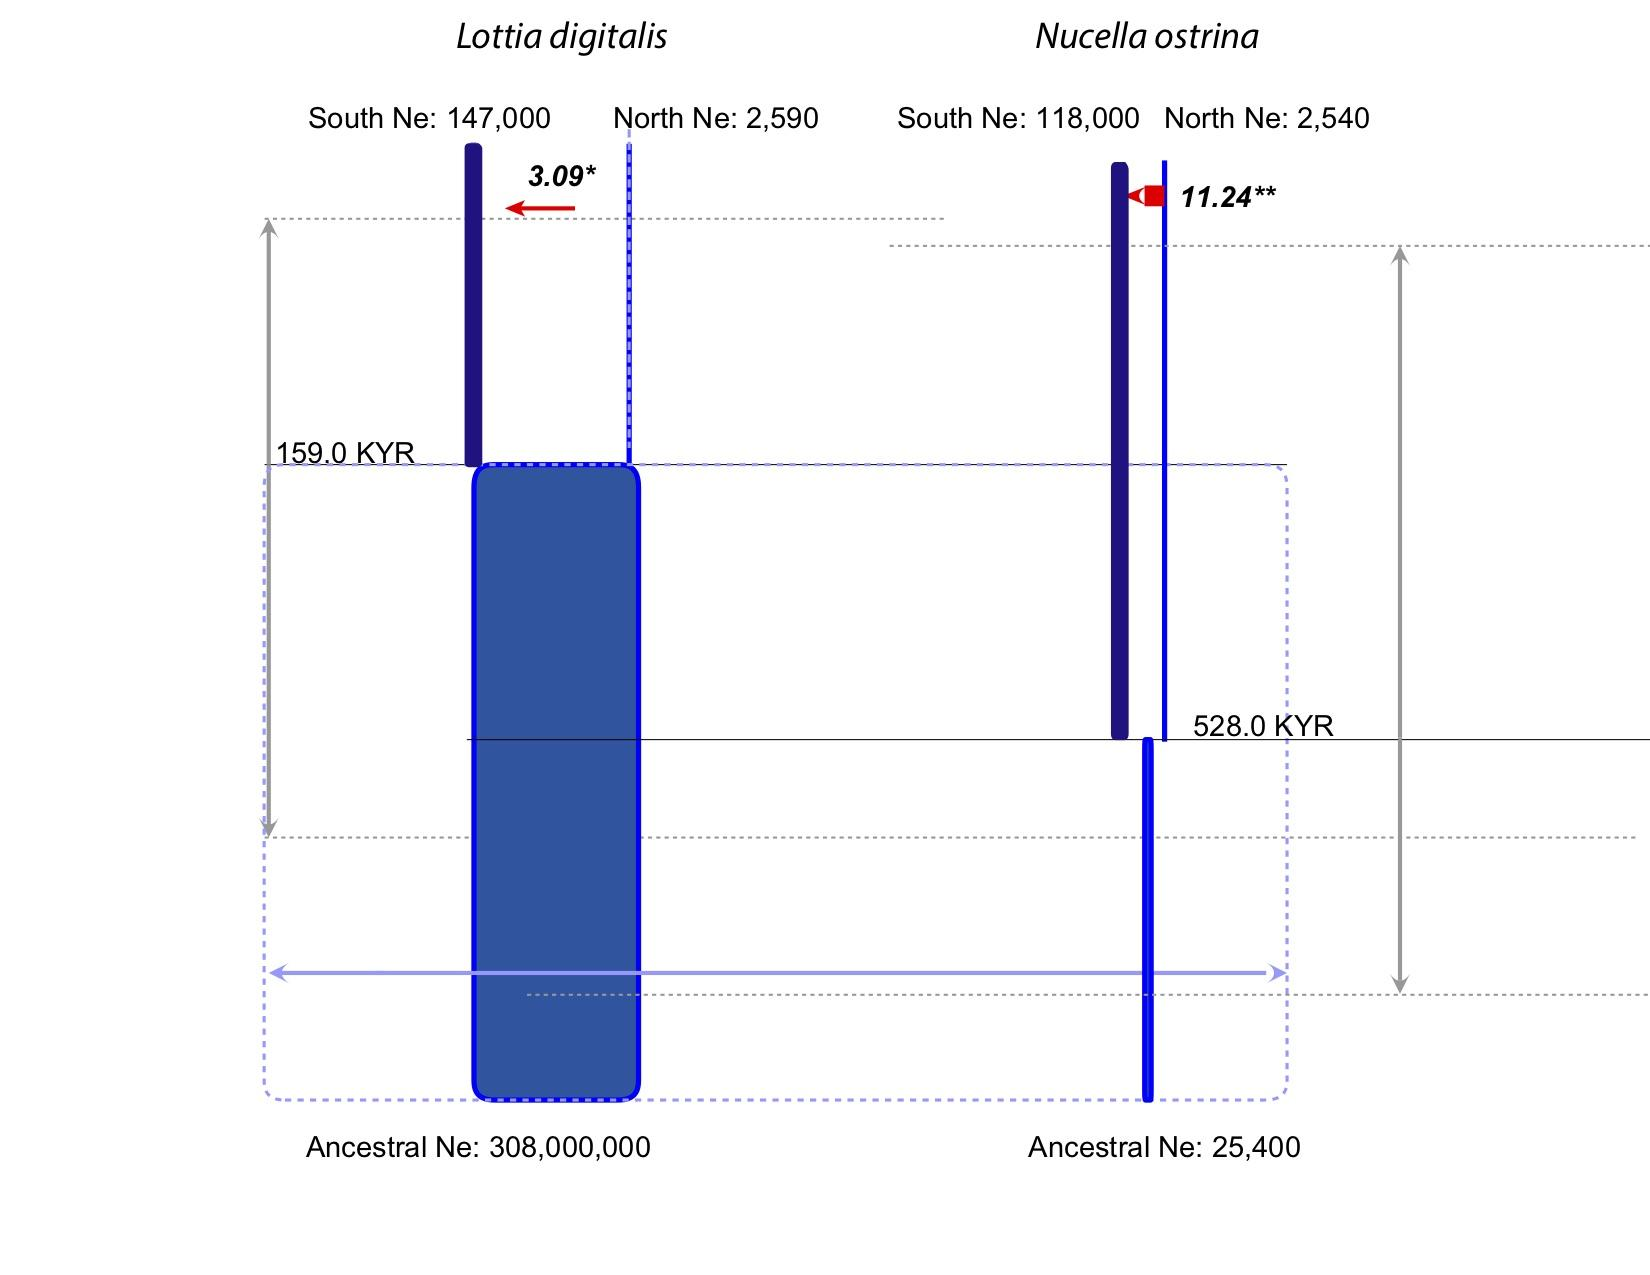 Lottia digitalis
Nucella ostrina
South Ne: 147,000
North Ne: 2,590
South Ne: 118,000
North Ne: 2,540
3.09*
11.24**
159.0 KYR
528.0 KYR
Ancestral Ne: 308,000,000
Ancestral Ne: 25,400